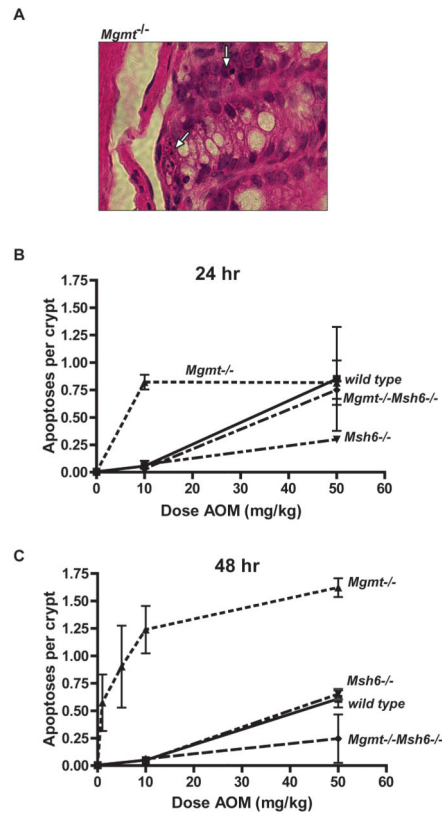 A
Mgmt-/-
B
24 hr
Apoptoses per crypt
1.75
1.50
1.25
1.00
0.75
0.50
0.25
0.00
Mgmt-/-
wild type
Mgmt-/-Msh6-/-
Msh6-/-
0 10 20 30 40 50 60
Dose AOM (mg/kg)
C
48 hr
Apoptoses per crypt
1.75
1.50
1.25
1.00
0.75
0.50
0.25
0.00
Mgmt-/-
Msh6-/-
wild type
Mgmt-/-Msh6-/-
0 10 20 30 40 50 60
Dose AOM (mg/kg)